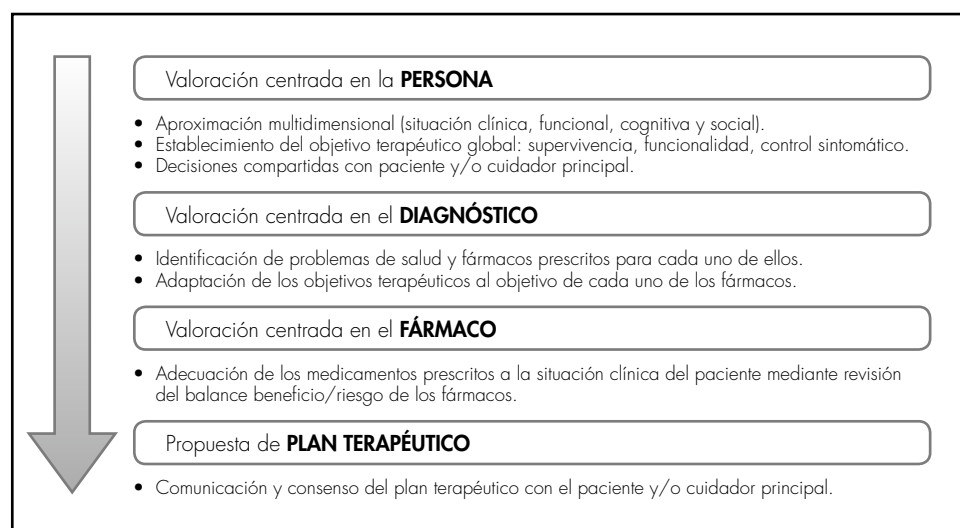 Valoración centrada en la PERSONA
• Aproximación multidimensional (situación clínica, funcional, cognitiva y social).
• Establecimiento del objetivo terapéutico global: supervivencia, funcionalidad, control sintomático.
• Decisiones compartidas con paciente y/o cuidador principal.
Valoración centrada en el DIAGNÓSTICO
• Identificación de problemas de salud y fármacos prescritos para cada uno de ellos.
• Adaptación de los objetivos terapéuticos al objetivo de cada uno de los fármacos.
Valoración centrada en el FÁRMACO
• Adecuación de los medicamentos prescritos a la situación clínica del paciente mediante revisión
del balance beneficio/riesgo de los fármacos.
Propuesta de PLAN TERAPÉUTICO
• Comunicación y consenso del plan terapéutico con el paciente y/o cuidador principal.